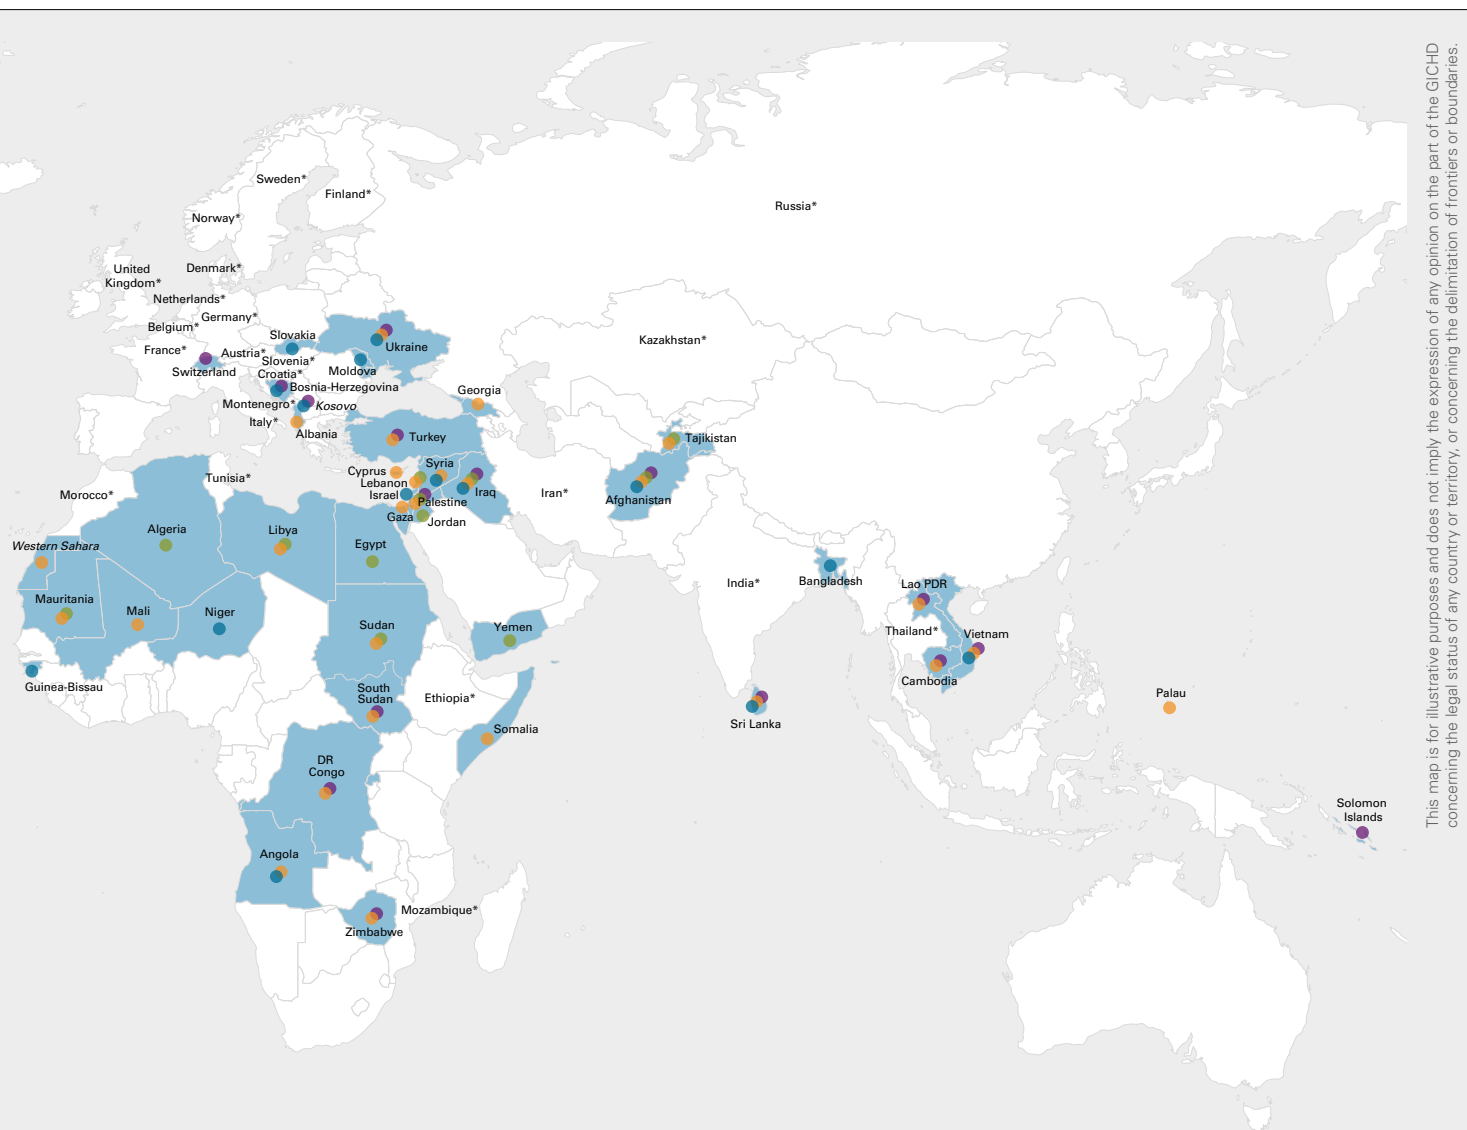 Sweden*
Finland*
Russia*
Norway*
United
Kingdom*
Denmark*
Netherlands*
Germany*
Belgium*
Slovakia
Ukraine
Kazakhstan*
France*
Austria*
Slovenia*
Switzerland
Croatia*
Moldova
Bosnia-Herzegovina
Georgia
Montenegro*
Kosovo
Italy*
Albania
Turkey
Tajikistan
Tunisia*
Cyprus
Syria
Lebanon
Israel
Iraq
Iran*
Afghanistan
Morocco*
Palestine
Gaza
Jordan
Algeria
Libya
Egypt
Western Sahara
India*
Bangladesh
Lao PDR
Mauritania
Mali
Niger
Sudan
Yemen
Thailand*
Vietnam
Guinea-Bissau
South
Sudan
Ethiopia*
Cambodia
Palau
Somalia
Sri Lanka
DR
Congo
Solomon
Islands
Angola
Mozambique*
Zimbabwe
This map is for illustrative purposes and does not imply the expression of any opinion on the part of the GICHD
concerning the legal status of any country or territory, or concerning the delimitation of frontiers or boundaries.